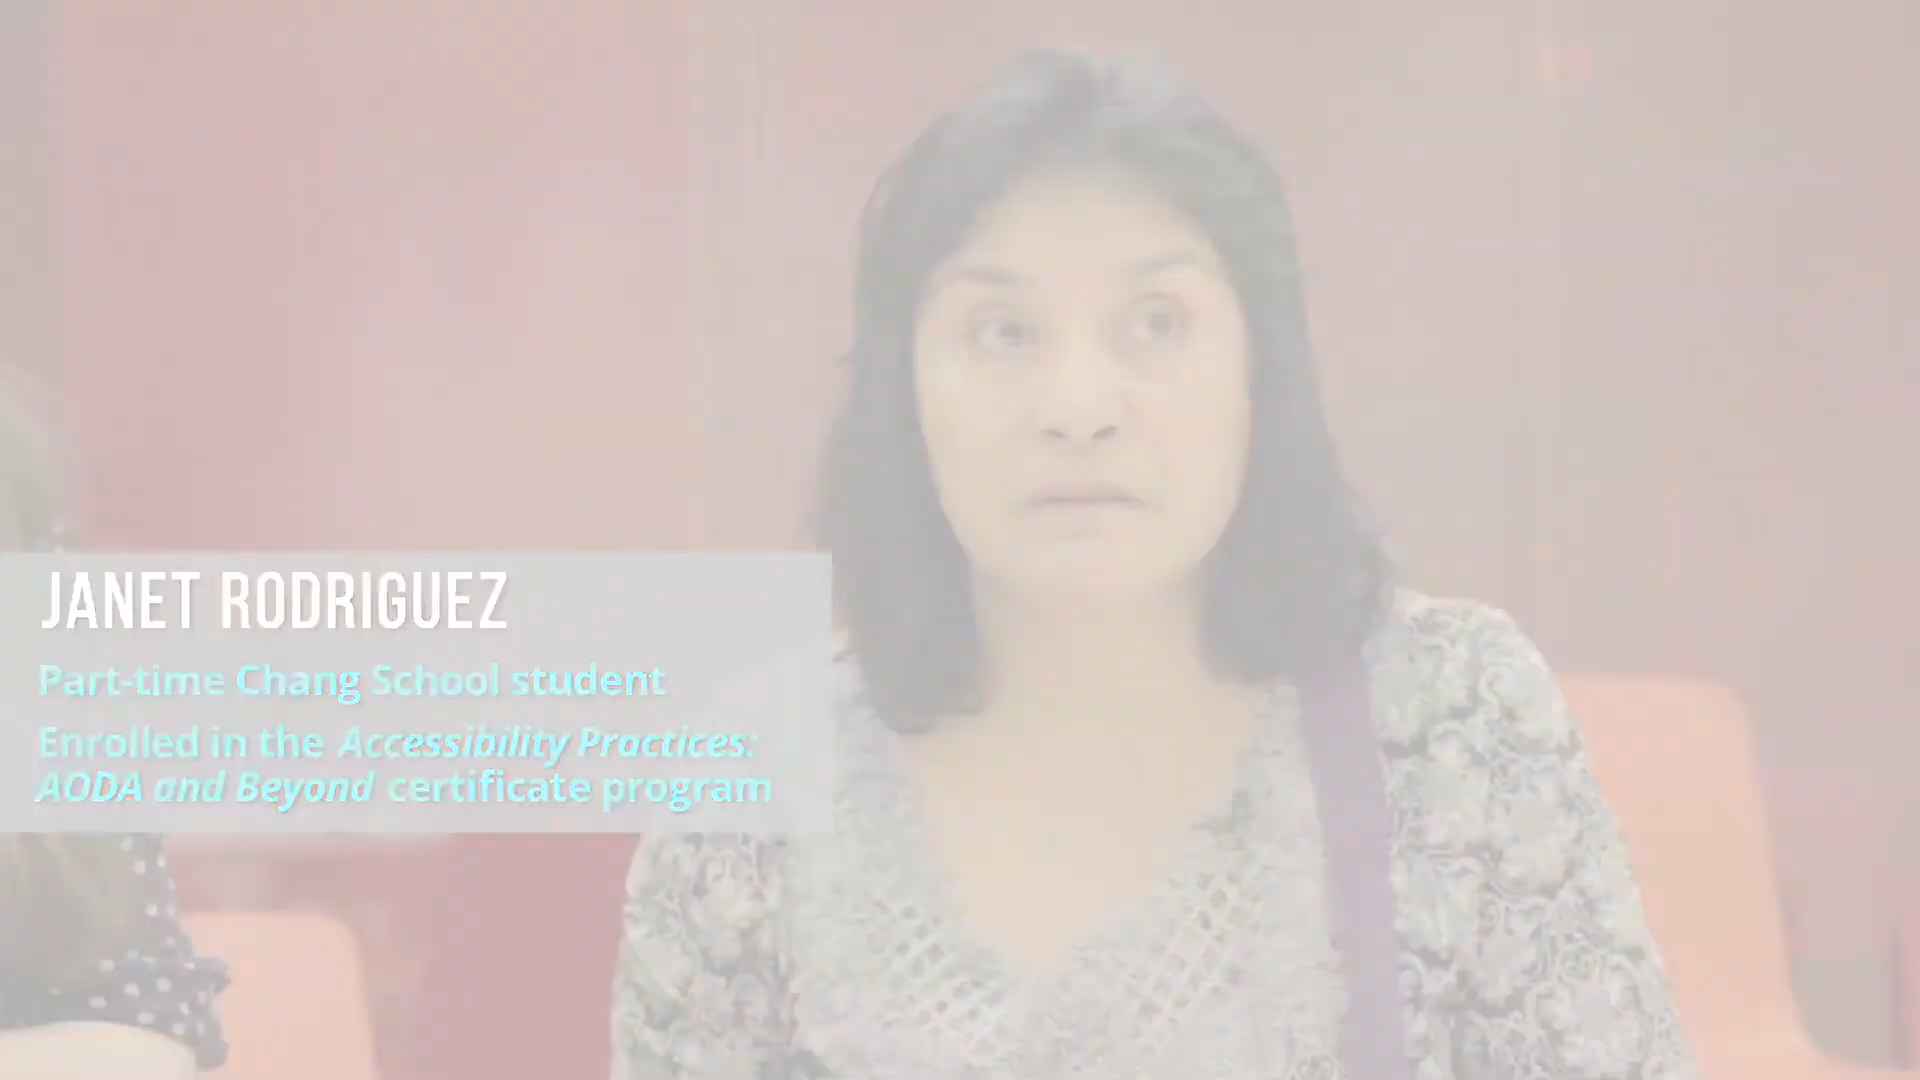 JANET RODRIGUEZ
Part-time Chang School student
Enrolled in the Accessibility Practices:
AODA and Beyond certificate program